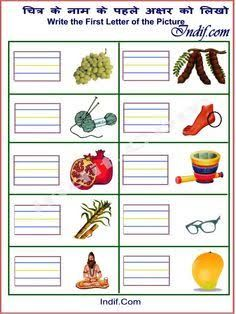 चित्र के नाम के पहले अक्षर को लिखो
Indif.com
Write the First Letter of the Picture
Indif.Com